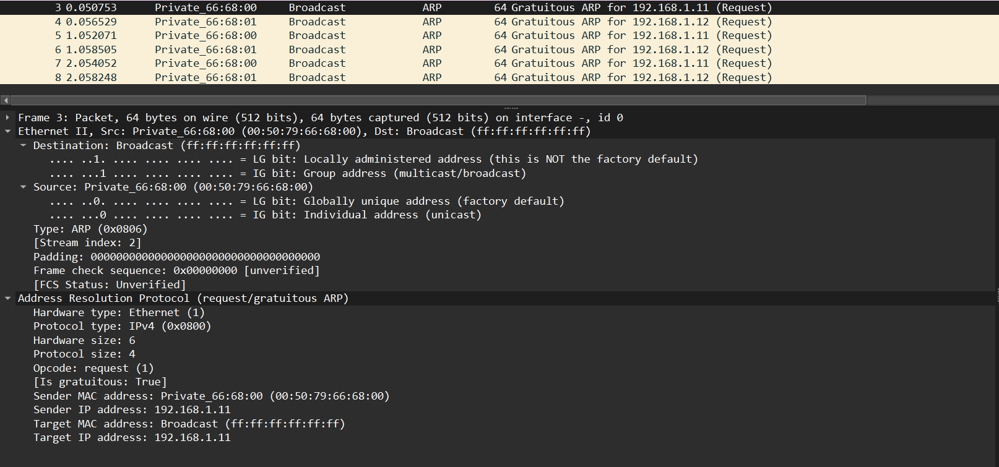 3 0.050753 Private_66:68:00 Broadcast ARP 64 Gratuitous ARP for 192.168.1.11 (Request)
4 0.056529 Private_66:68:01 Broadcast ARP 64 Gratuitous ARP for 192.168.1.12 (Request)
5 1.052071 Private_66:68:00 Broadcast ARP 64 Gratuitous ARP for 192.168.1.11 (Request)
6 1.058505 Private_66:68:01 Broadcast ARP 64 Gratuitous ARP for 192.168.1.12 (Request)
7 2.054052 Private_66:68:00 Broadcast ARP 64 Gratuitous ARP for 192.168.1.11 (Request)
8 2.058248 Private_66:68:01 Broadcast ARP 64 Gratuitous ARP for 192.168.1.12 (Request)
Frame 3: Packet, 64 bytes on wire (512 bits), 64 bytes captured (512 bits) on interface -, id 0
Ethernet II, Src: Private_66:68:00 (00:50:79:66:68:00), Dst: Broadcast (ff:ff:ff:ff:ff:ff)
Destination: Broadcast (ff:ff:ff:ff:ff:ff)
.... ..1. .... .... .... .... = LG bit: Locally administered address (this is NOT the factory default)
.... ...1 .... .... .... .... = IG bit: Group address (multicast/broadcast)
Source: Private_66:68:00 (00:50:79:66:68:00)
.... ..0. .... .... .... .... = LG bit: Globally unique address (factory default)
.... ...0 .... .... .... .... = IG bit: Individual address (unicast)
Type: ARP (0x0806)
[Stream index: 2]
Padding: 000000000000000000000000000000000000
Frame check sequence: 0x00000000 [unverified]
[FCS Status: Unverified]
Address Resolution Protocol (request/gratuitous ARP)
Hardware type: Ethernet (1)
Protocol type: IPv4 (0x0800)
Hardware size: 6
Protocol size: 4
Opcode: request (1)
[Is gratuitous: True]
Sender MAC address: Private_66:68:00 (00:50:79:66:68:00)
Sender IP address: 192.168.1.11
Target MAC address: Broadcast (ff:ff:ff:ff:ff:ff)
Target IP address: 192.168.1.11